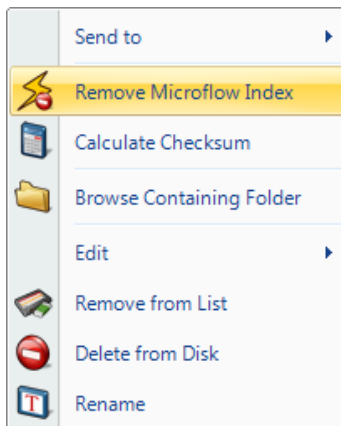 Send to
Remove Microflow Index
Calculate Checksum
Browse Containing Folder
Edit
Remove from List
Delete from Disk
T Rename